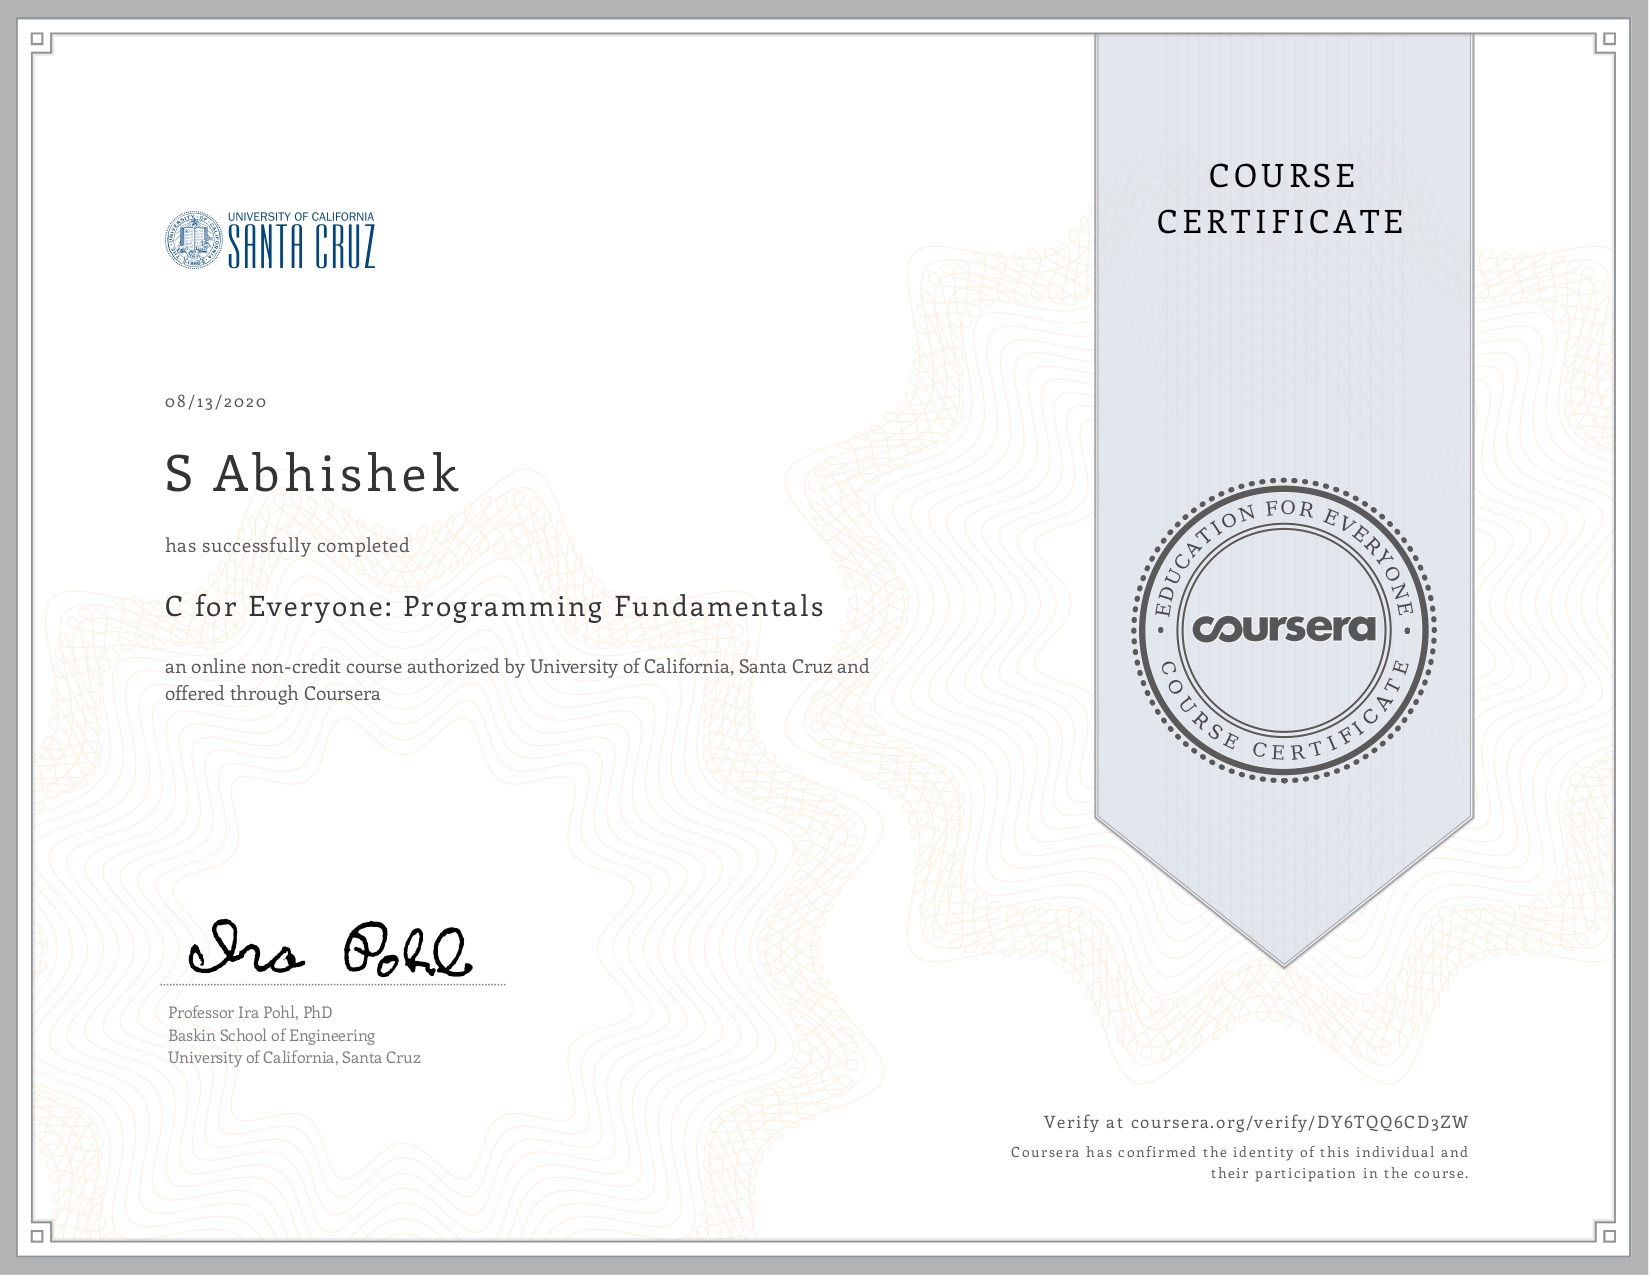 UNIVERSITY OF CALIFORNIA
SANTA CRUZ
COURSE
CERTIFICATE
08/13/2020
S Abhishek
has successfully completed
C for Everyone: Programming Fundamentals
an online non-credit course authorized by University of California, Santa Cruz and
offered through Coursera
EDUCATION FOR EVERYONE
coursera
COURSE CERTIFICATE
Ira Pohl
Professor Ira Pohl, PhD
Baskin School of Engineering
University of California, Santa Cruz
Verify at coursera.org/verify/DY6TQQ6CD3ZW
Coursera has confirmed the identity of this individual and
their participation in the course.